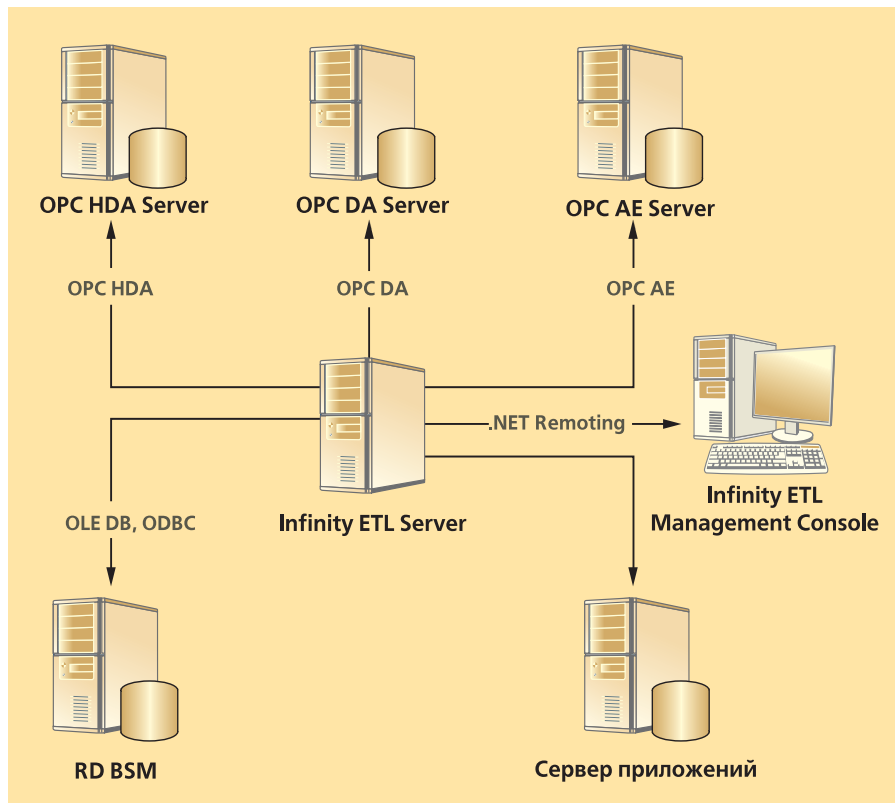 OPC HDA Server
OPC DA Server
OPC AE Server
OPC HDA
OPC DA
OPC AE
.NET Remoting
Infinity ETL
Management Console
OLE DB, ODBC
Infinity ETL Server
RD BSM
Сервер приложений